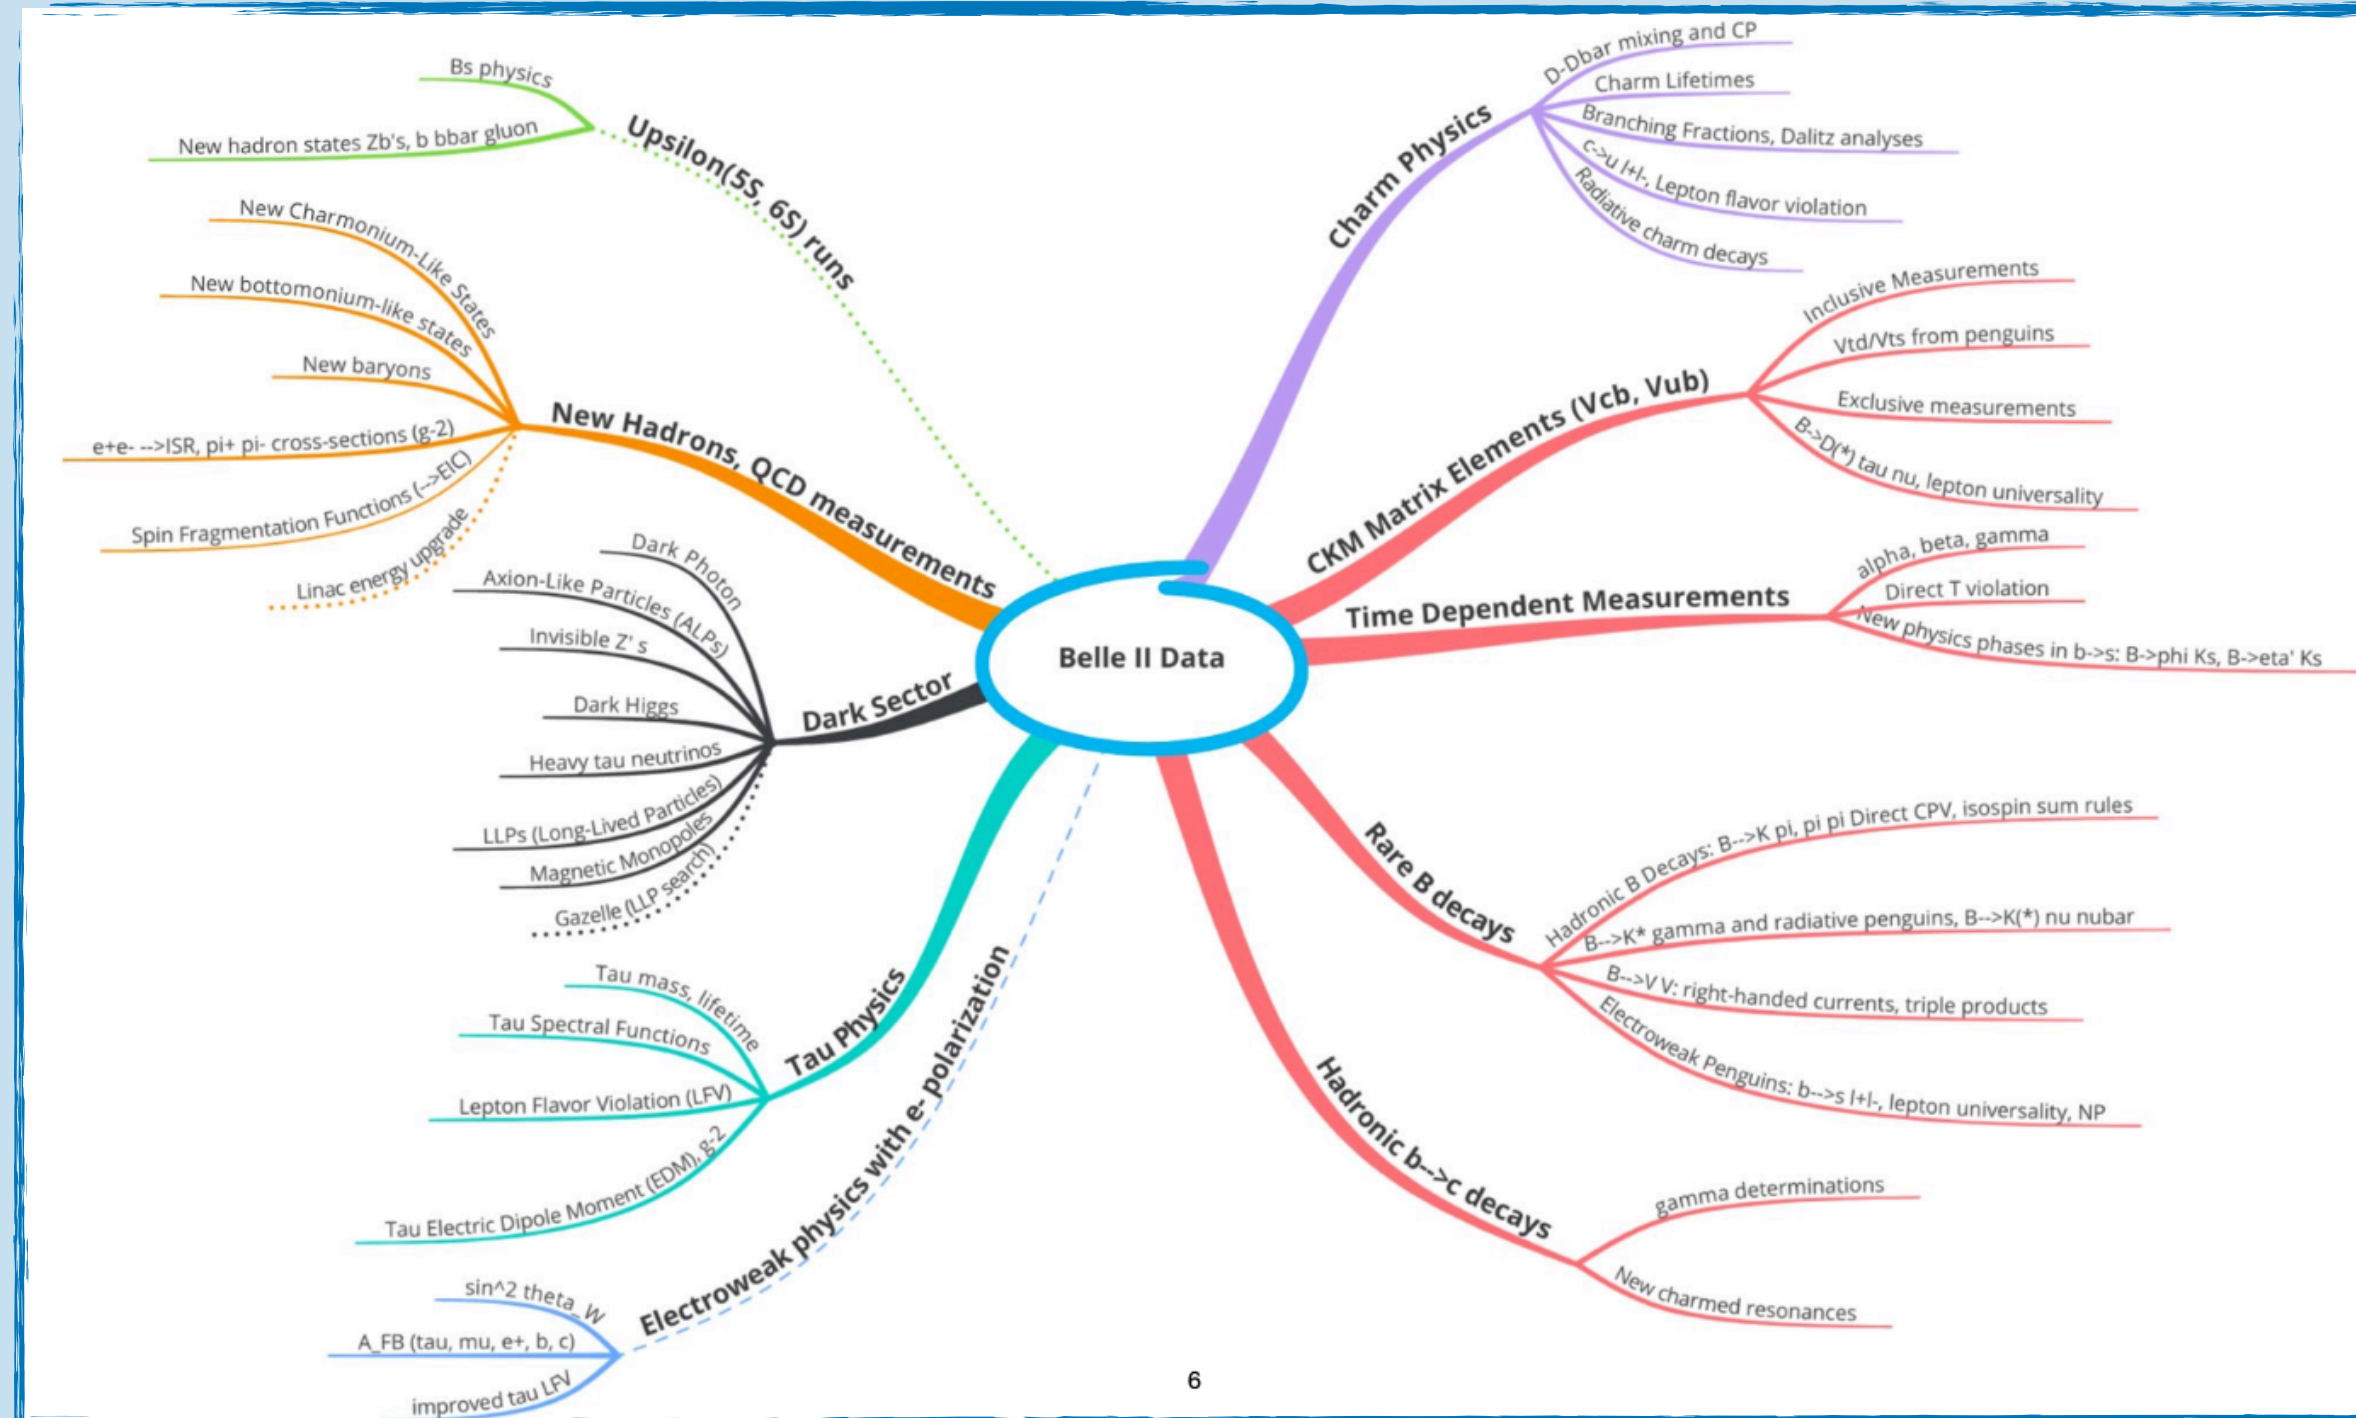 Bs physics
New hadron states Zb's, b bbar gluon
Upsilon(5S, 6S) runs
New Charmonium-Like States
New bottomonium-like states
New baryons
e+e- -->ISR, pi+ pi- cross-sections (g-2)
Spin Fragmentation Functions (-->EIC)
Linac energy upgrade
New Hadrons, QCD measurements
Dark Photon
Axion-Like Particles (ALPs)
Invisible Z' s
Dark Higgs
Heavy tau neutrinos
LLPs (Long-Lived Particles)
Magnetic Monopoles
Gazelle (LLP search)
Dark Sector
Tau mass, lifetime
Tau Spectral Functions
Lepton Flavor Violation (LFV)
Tau Electric Dipole Moment (EDM), g-2
Tau Physics
sin^2 theta_W
A_FB (tau, mu, e+, b, c)
improved tau LFV
Electroweak physics with e- polarization
Belle II Data
Charm Physics
D-Dbar mixing and CP
Charm Lifetimes
Branching Fractions, Dalitz analyses
c->u l+l-, Lepton flavor violation
Radiative charm decays
CKM Matrix Elements (Vcb, Vub)
Inclusive Measurements
Vtd/Vts from penguins
Exclusive measurements
B->D(*) tau nu, lepton universality
Time Dependent Measurements
alpha, beta, gamma
Direct T violation
New physics phases in b->s: B->phi Ks, B->eta' Ks
Rare B decays
Hadronic B Decays: B-->K pi, pi pi Direct CPV, isospin sum rules
B-->K* gamma and radiative penguins, B-->K(*) nu nubar
B-->V V: right-handed currents, triple products
Electroweak Penguins: b-->s l+l-, lepton universality, NP
Hadronic b-->c decays
gamma determinations
New charmed resonances
6